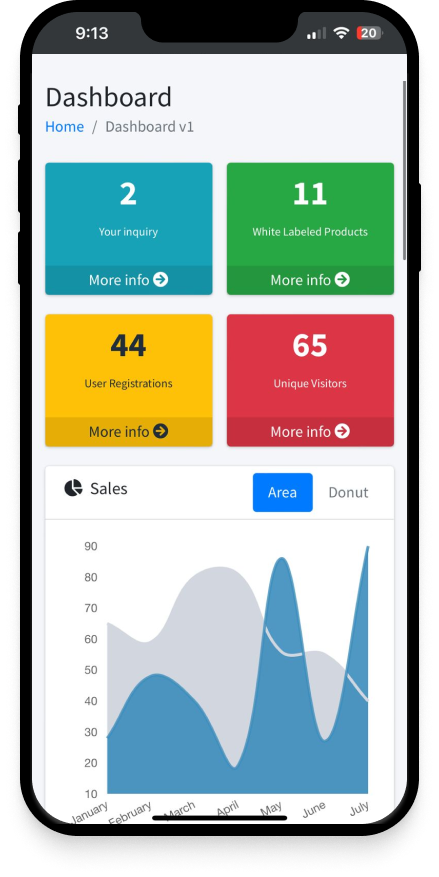 9:13 20
Dashboard
Home / Dashboard v1
2 11
Your inquiry White Labeled Products
More info More info
44 65
User Registrations Unique Visitors
More info More info
Sales Area Donut
90
80
70
60
50
40
30
20
10
January February March April May June July